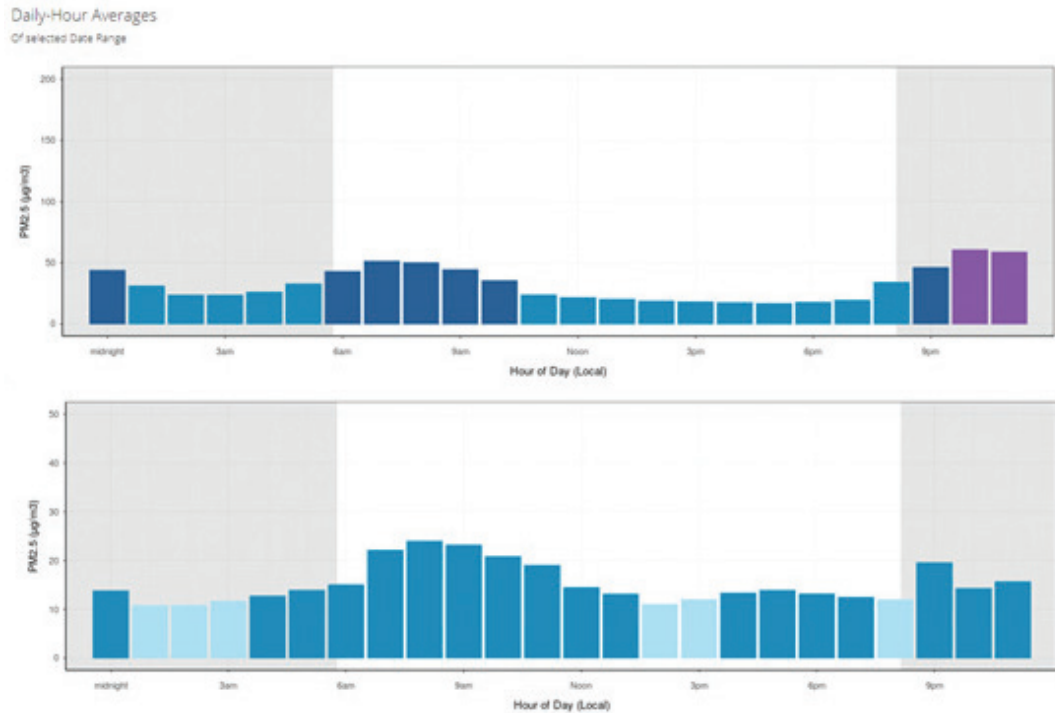 Daily-Hour Averages
Of selected Date Range
PM2.5 (µg/m3)
200
150
100
50
0
midnight 3am 6am 9am Noon 3pm 6pm 9pm
Hour of Day (Local)
PM2.5 (µg/m3)
50
40
30
20
10
0
midnight 3am 6am 9am Noon 3pm 6pm 9pm
Hour of Day (Local)